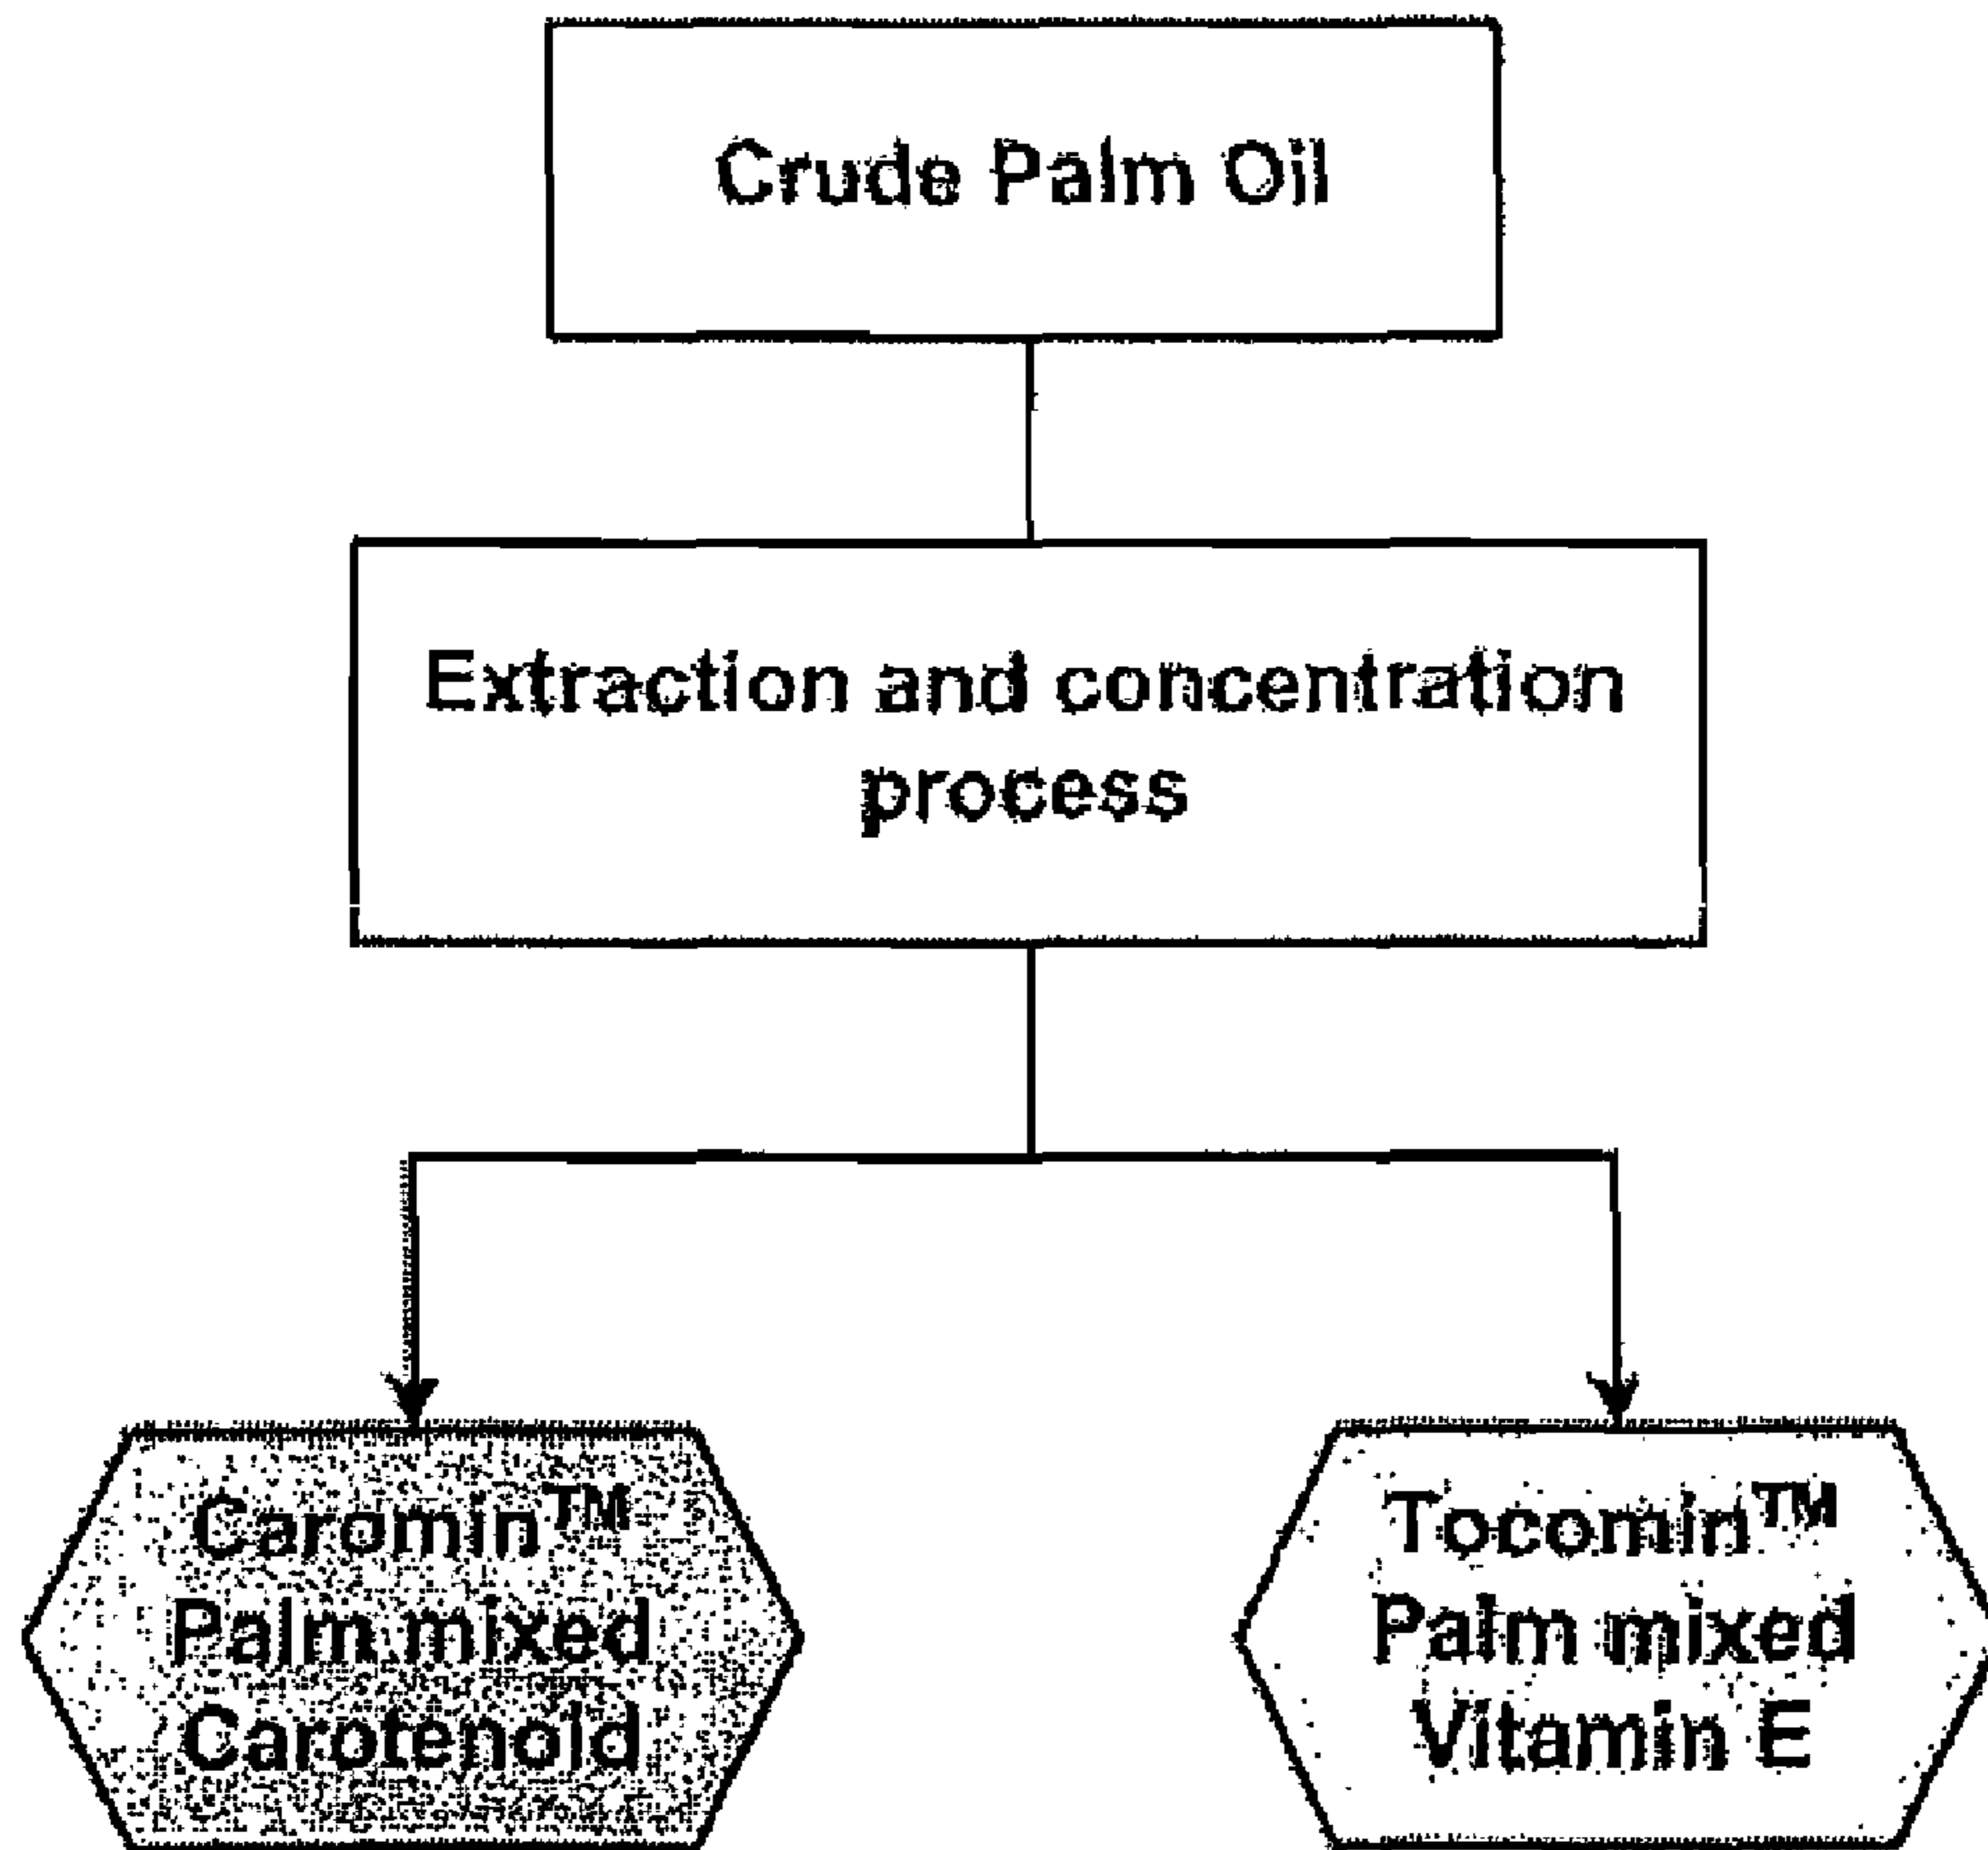 Crude Palm Oil
Extraction and concentration
process
Caromin™
Palm mixed
Carotenoid
Tocomin™
Palm mixed
Vitamin E